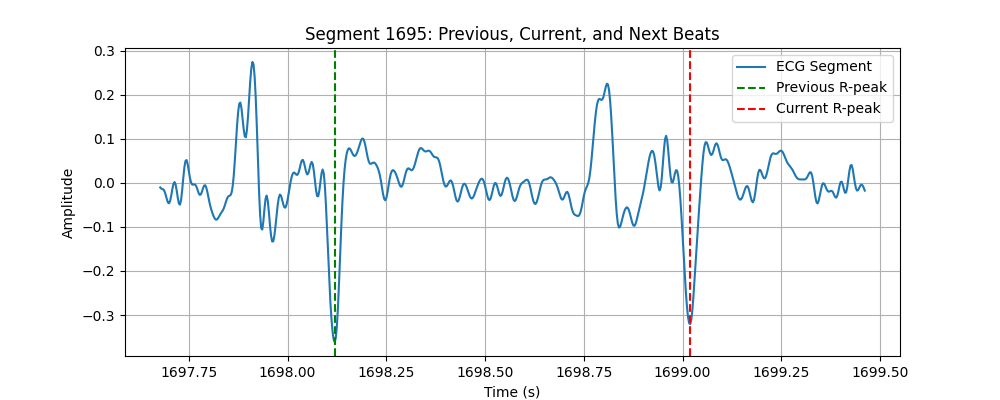 Segment 1695: Previous, Current, and Next Beats
ECG Segment
Previous R-peak
Current R-peak
Amplitude
0.3
0.2
0.1
0.0
−0.1
−0.2
−0.3
1697.75 1698.00 1698.25 1698.50 1698.75 1699.00 1699.25 1699.50
Time (s)